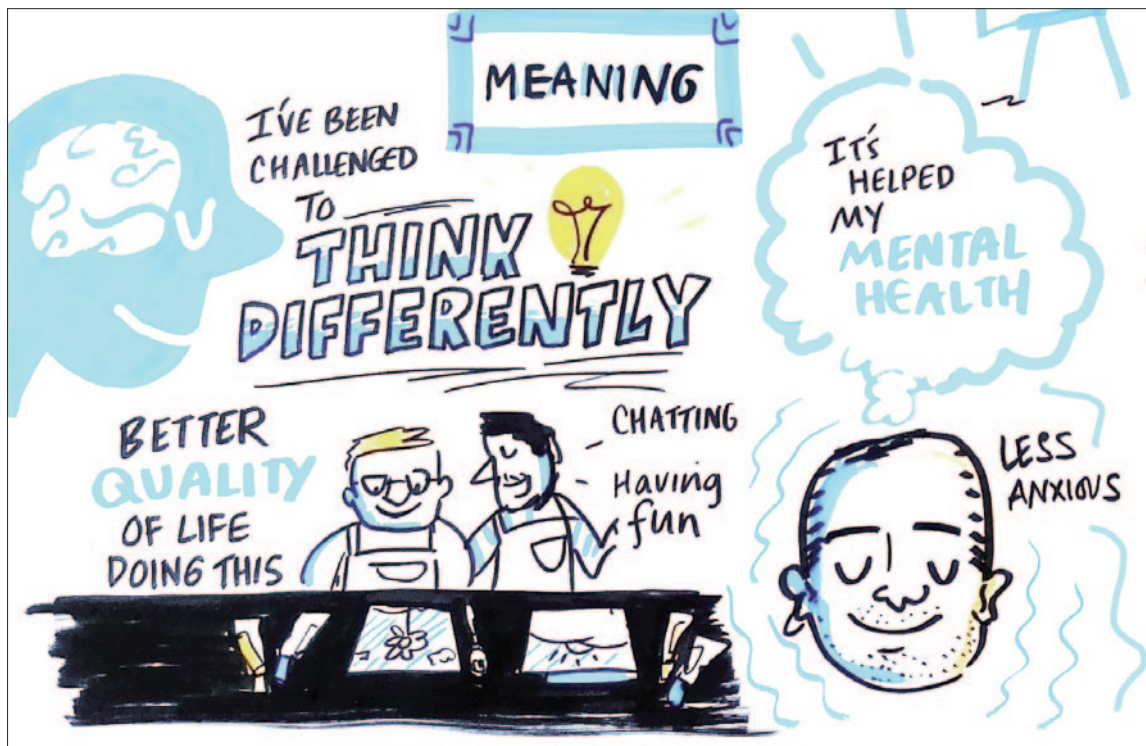 MEANING
I'VE BEEN
CHALLENGED
TO
THINK
DIFFERENTLY
IT'S
HELPED
MY
MENTAL
HEALTH
BETTER
QUALITY
OF LIFE
DOING THIS
CHATTING
Having
fun
LESS
ANXIOUS